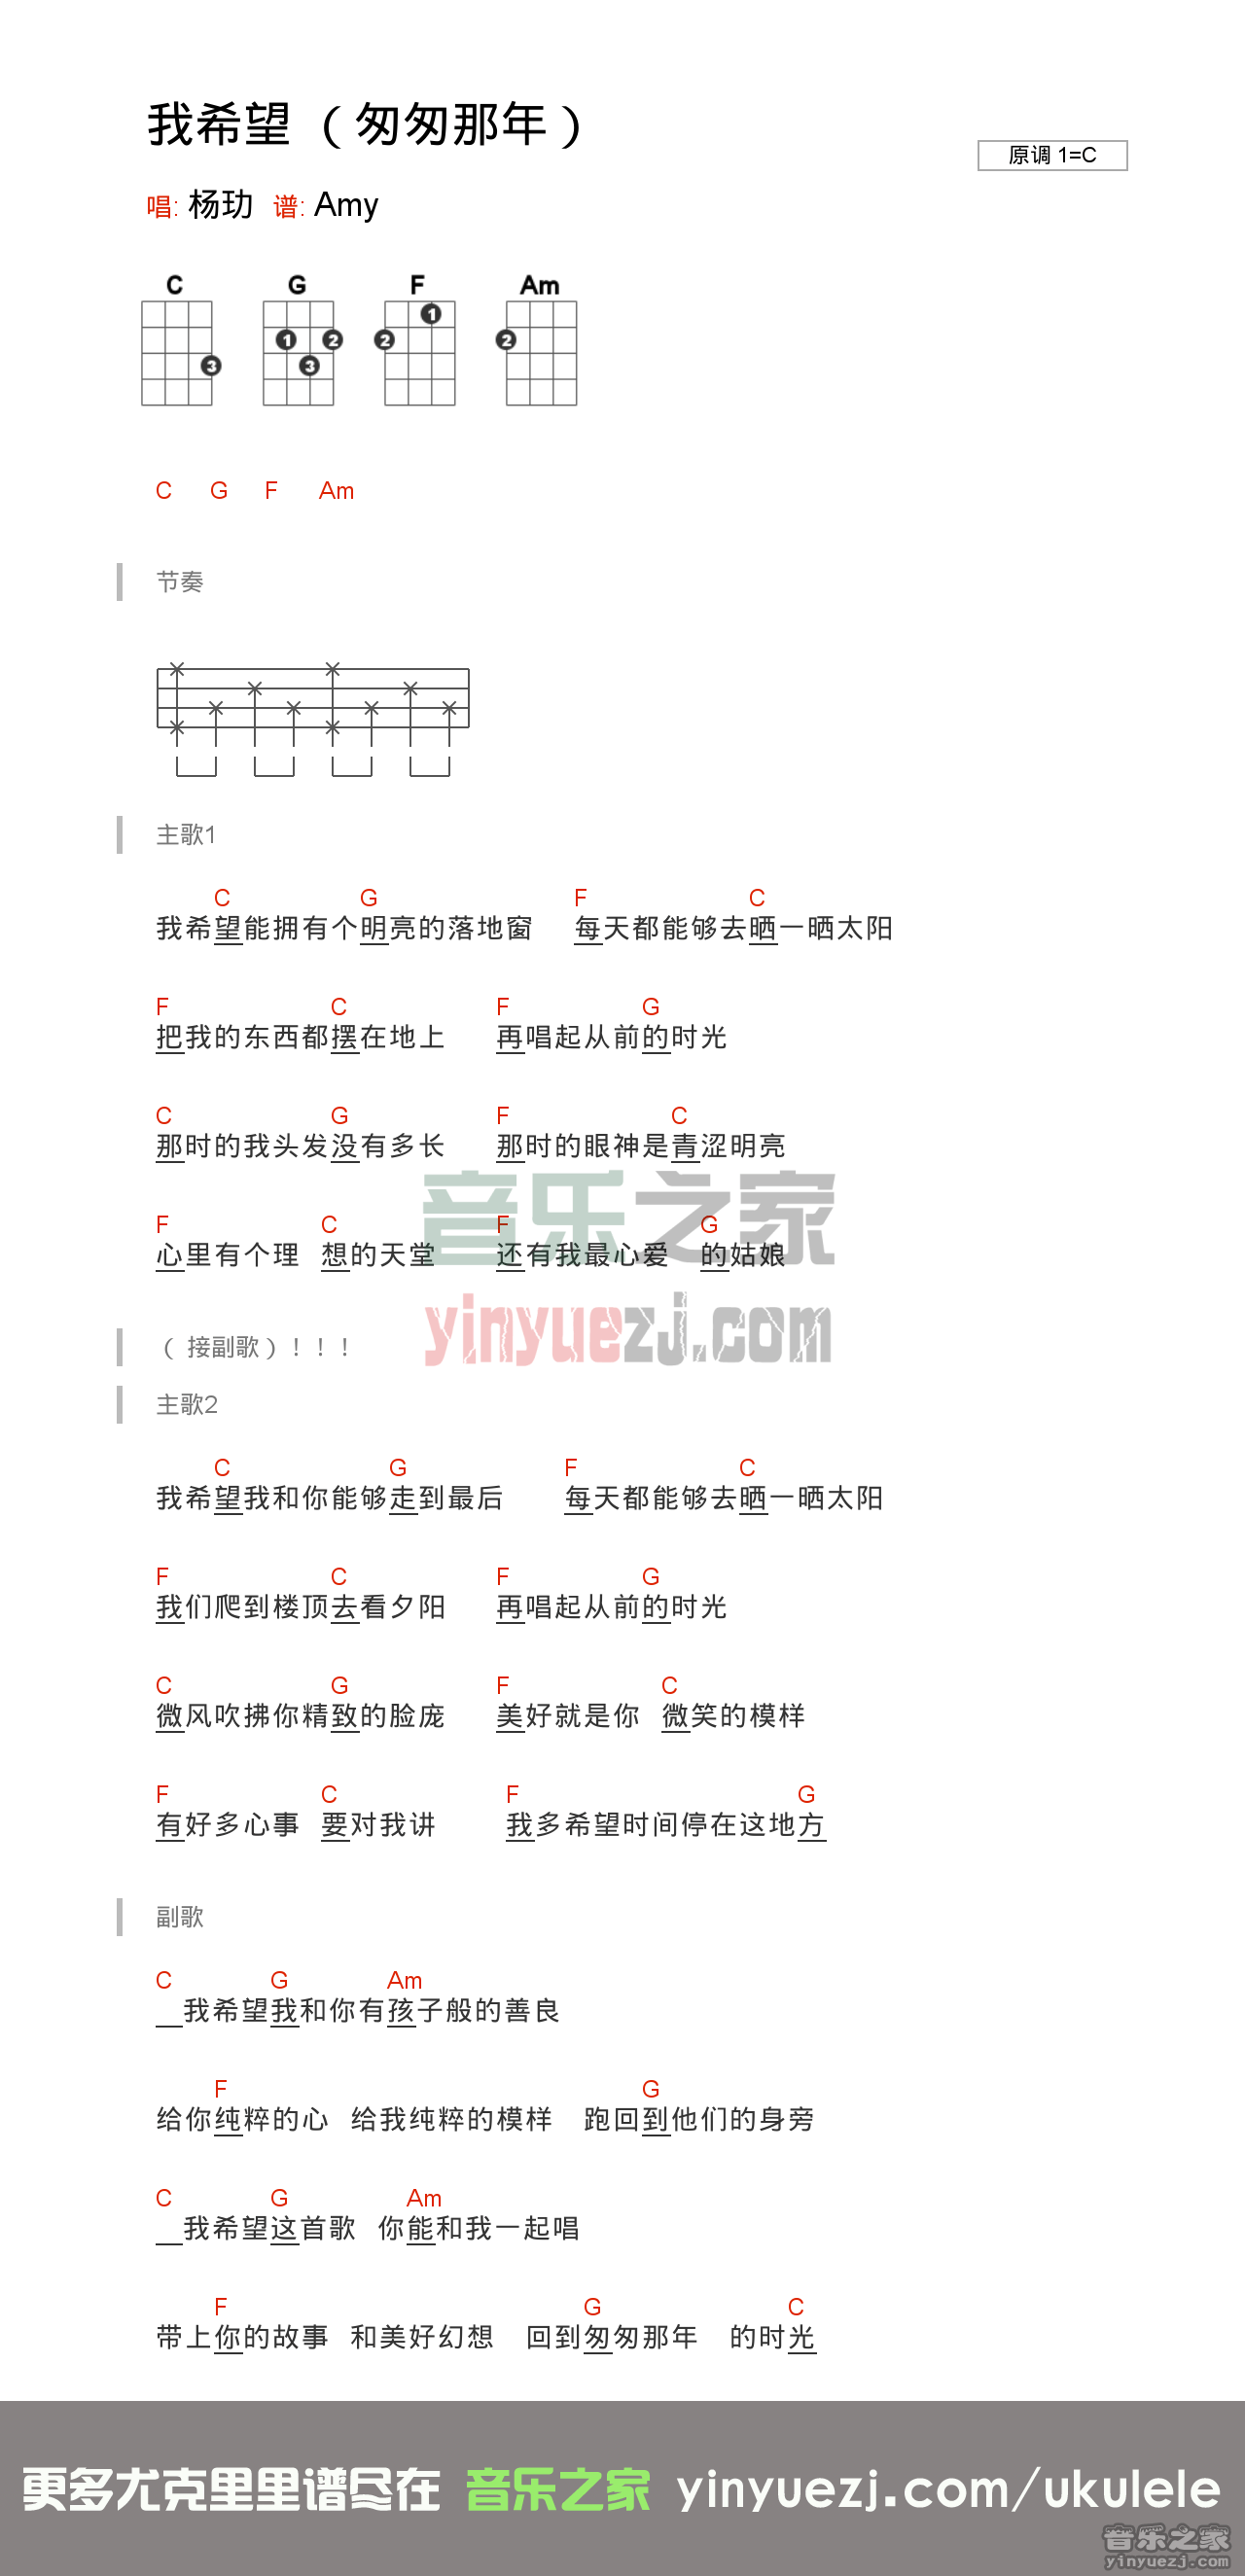 我希望 （匆匆那年）
原调 1=C
唱: 杨玏 谱: Amy
C G F Am
3 1 2 3 2 1 2
C G F Am
节奏
主歌1
C G F C
我希望能拥有个明亮的落地窗 每天都能够去晒一晒太阳
F C F G
把我的东西都摆在地上 再唱起从前的时光
C G F C
那时的我头发没有多长 那时的眼神是青涩明亮
音乐之家
F C F G
心里有个理 想的天堂 还有我最心爱 的姑娘
yinyuezj.com
（ 接副歌）！！！
主歌2
C G F C
我希望我和你能够走到最后 每天都能够去晒一晒太阳
F C F G
我们爬到楼顶去看夕阳 再唱起从前的时光
C G F C
微风吹拂你精致的脸庞 美好就是你 微笑的模样
F C F G
有好多心事 要对我讲 我多希望时间停在这地方
副歌
C G Am
__我希望我和你有孩子般的善良
F G
给你纯粹的心 给我纯粹的模样 跑回到他们的身旁
C G Am
__我希望这首歌 你能和我一起唱
F G C
带上你的故事 和美好幻想 回到匆匆那年 的时光
更多尤克里里谱尽在 音乐之家 yinyuezj.com/ukulele
音乐之家
yinyuezj.com